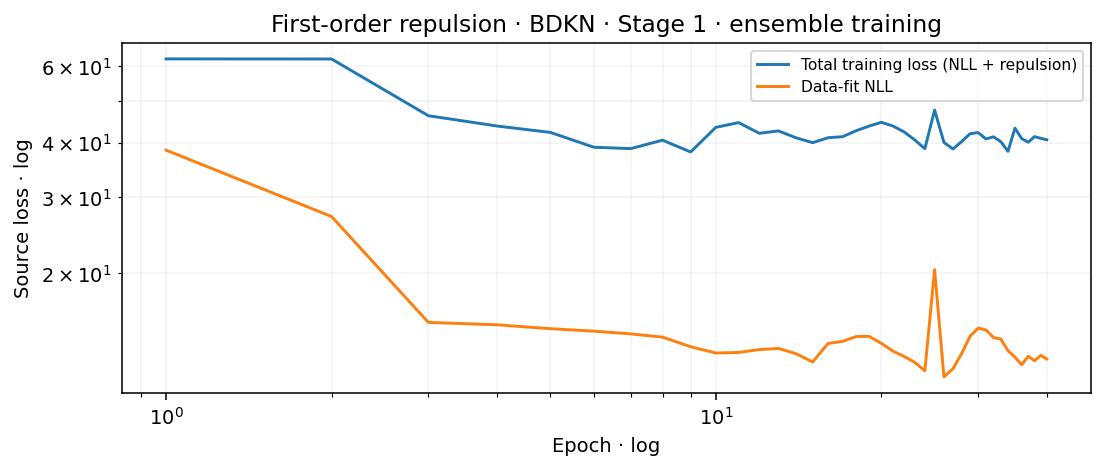 First-order repulsion · BDKN · Stage 1 · ensemble training
Total training loss (NLL + repulsion)
Data-fit NLL
Source loss · log
6 × 10¹
4 × 10¹
3 × 10¹
2 × 10¹
10⁰
10¹
Epoch · log